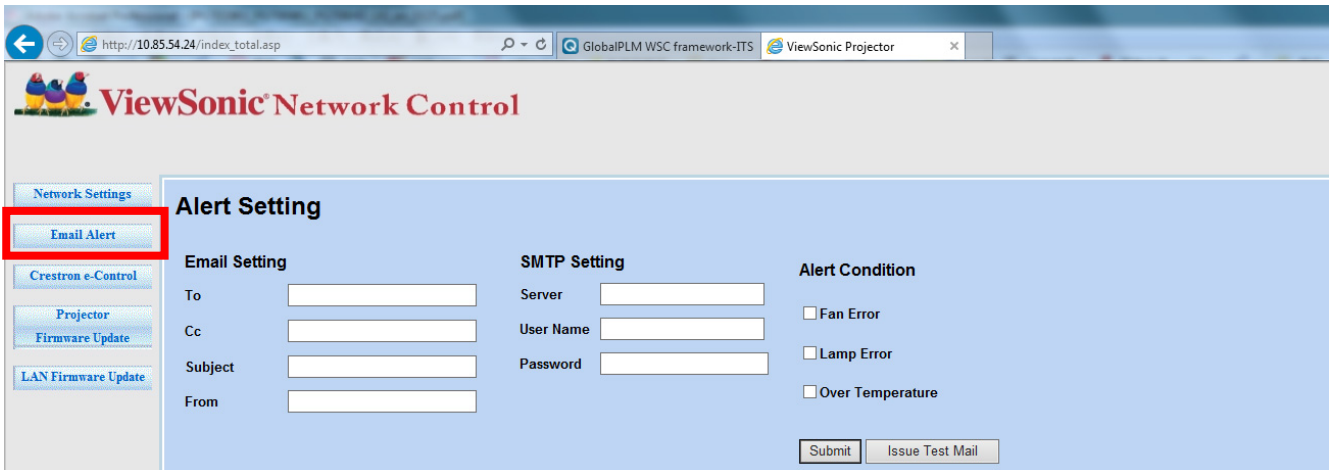 http://10.85.54.24/index_total.asp
GlobalPLM WSC framework-ITS
ViewSonic Projector
ViewSonic® Network Control
Network Settings
Email Alert
Crestron e-Control
Projector
Firmware Update
LAN Firmware Update
Alert Setting
Email Setting
To
Cc
Subject
From
SMTP Setting
Server
User Name
Password
Alert Condition
Fan Error
Lamp Error
Over Temperature
Submit
Issue Test Mail